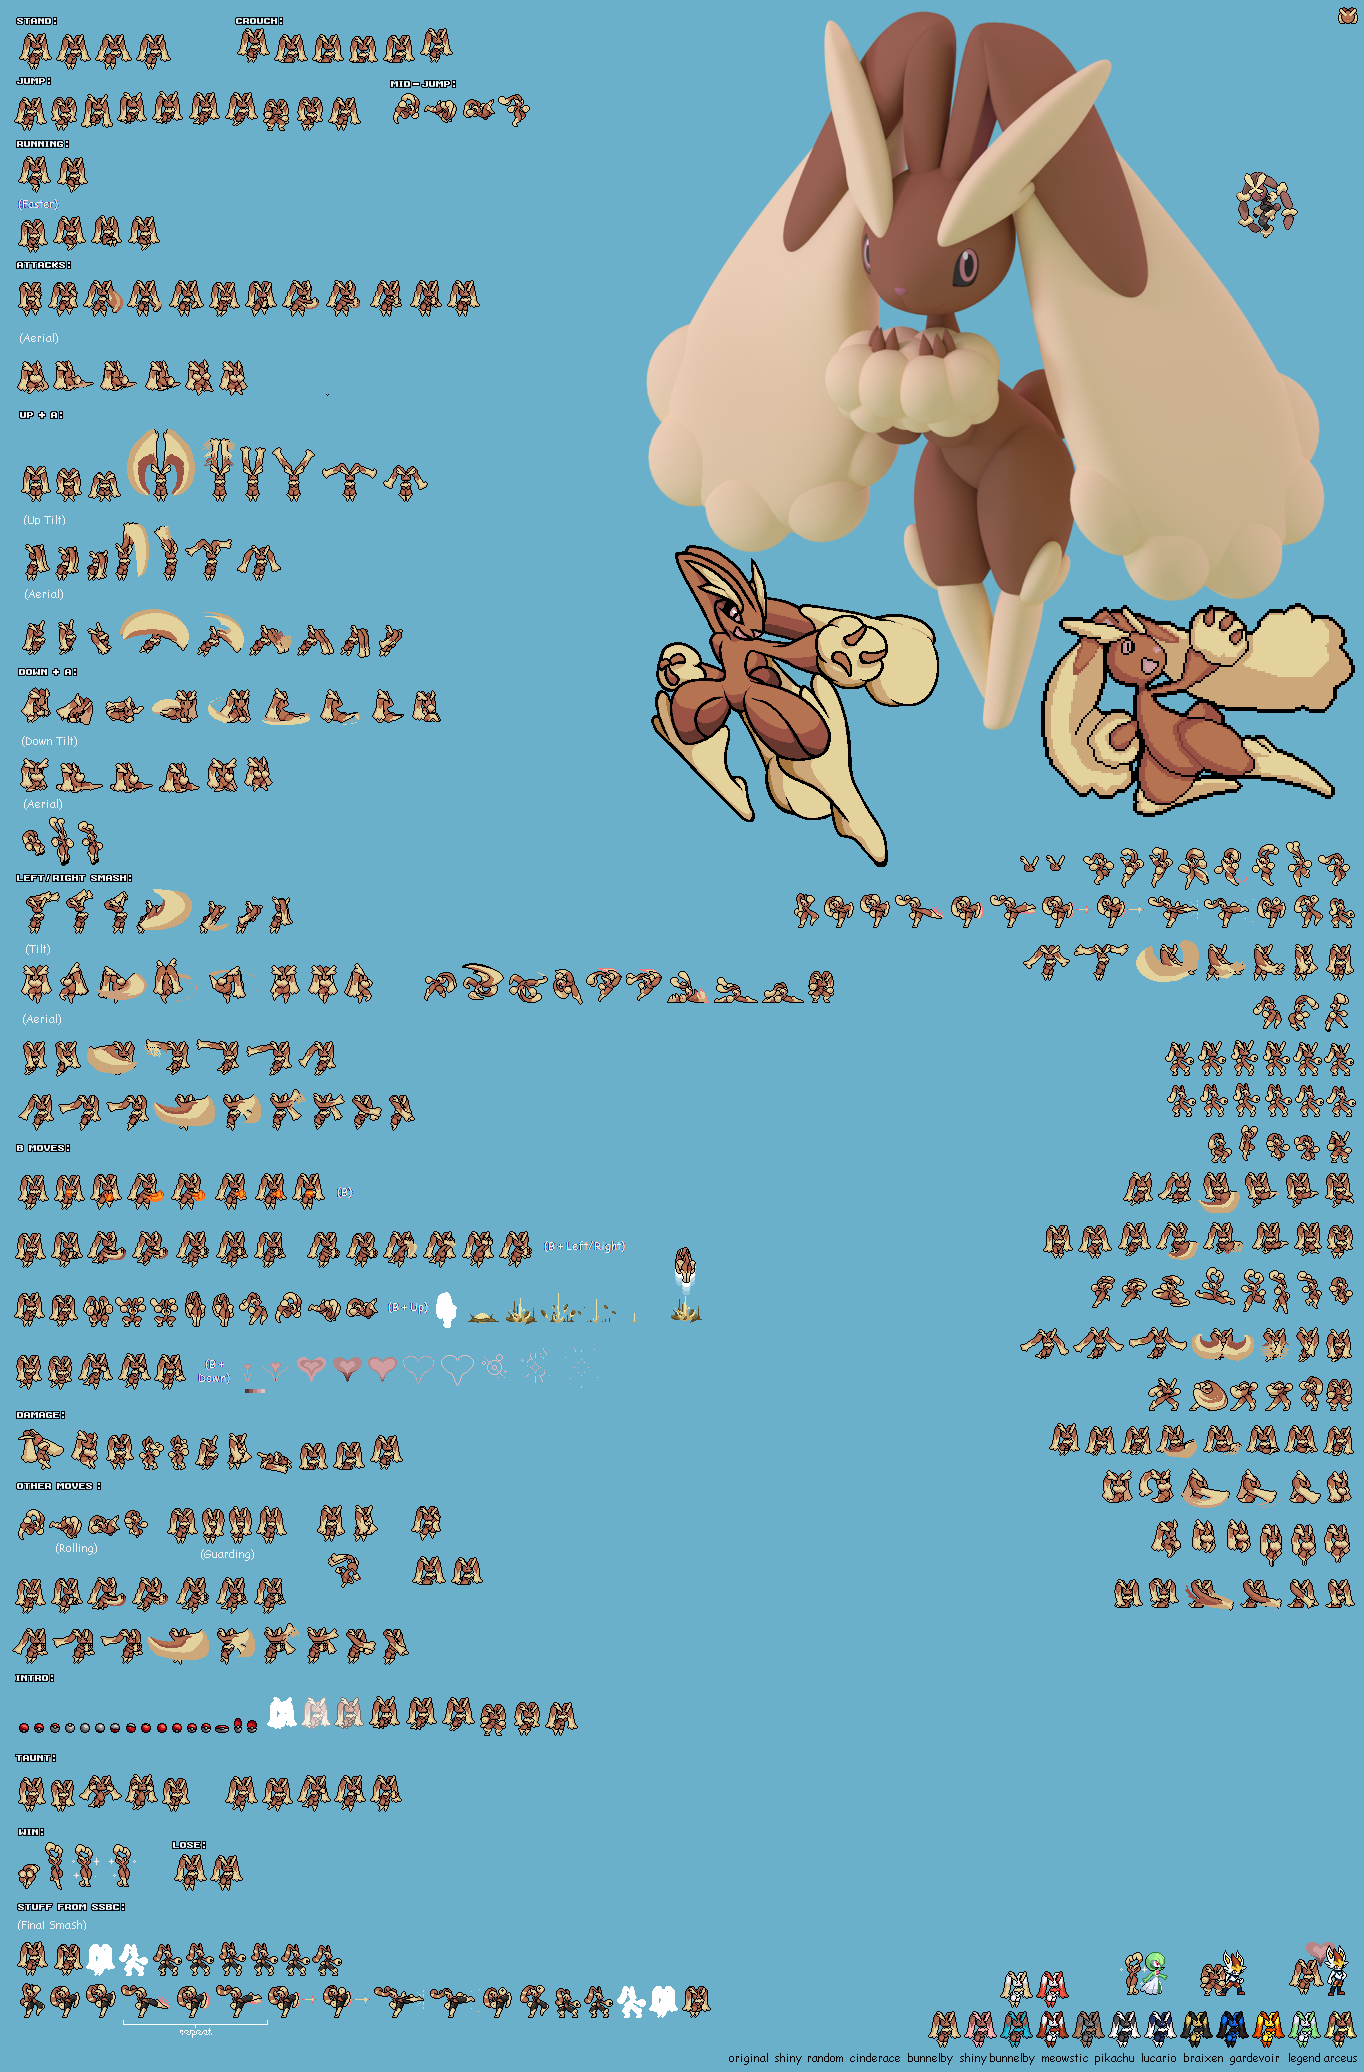 STAND:
CROUCH:
JUMP:
MID-JUMP:
RUNNING:
(Faster)
ATTACKS:
(Aerial)
UP + A:
(Up Tilt)
(Aerial)
DOWN + A:
(Down Tilt)
(Aerial)
LEFT/RIGHT SMASH:
(Tilt)
(Aerial)
B MOVES:
(B)
(B + Left/Right)
(B + Up)
(B +
Down)
DAMAGE:
OTHER MOVES :
(Rolling)
(Guarding)
INTRO:
TAUNT:
WIN:
LOSE:
STUFF FROM SSBC:
(Final Smash)
repeat
original shiny random cinderace bunnelby shiny bunnelby meowstic pikachu lucario braixen gardevoir legend arceus